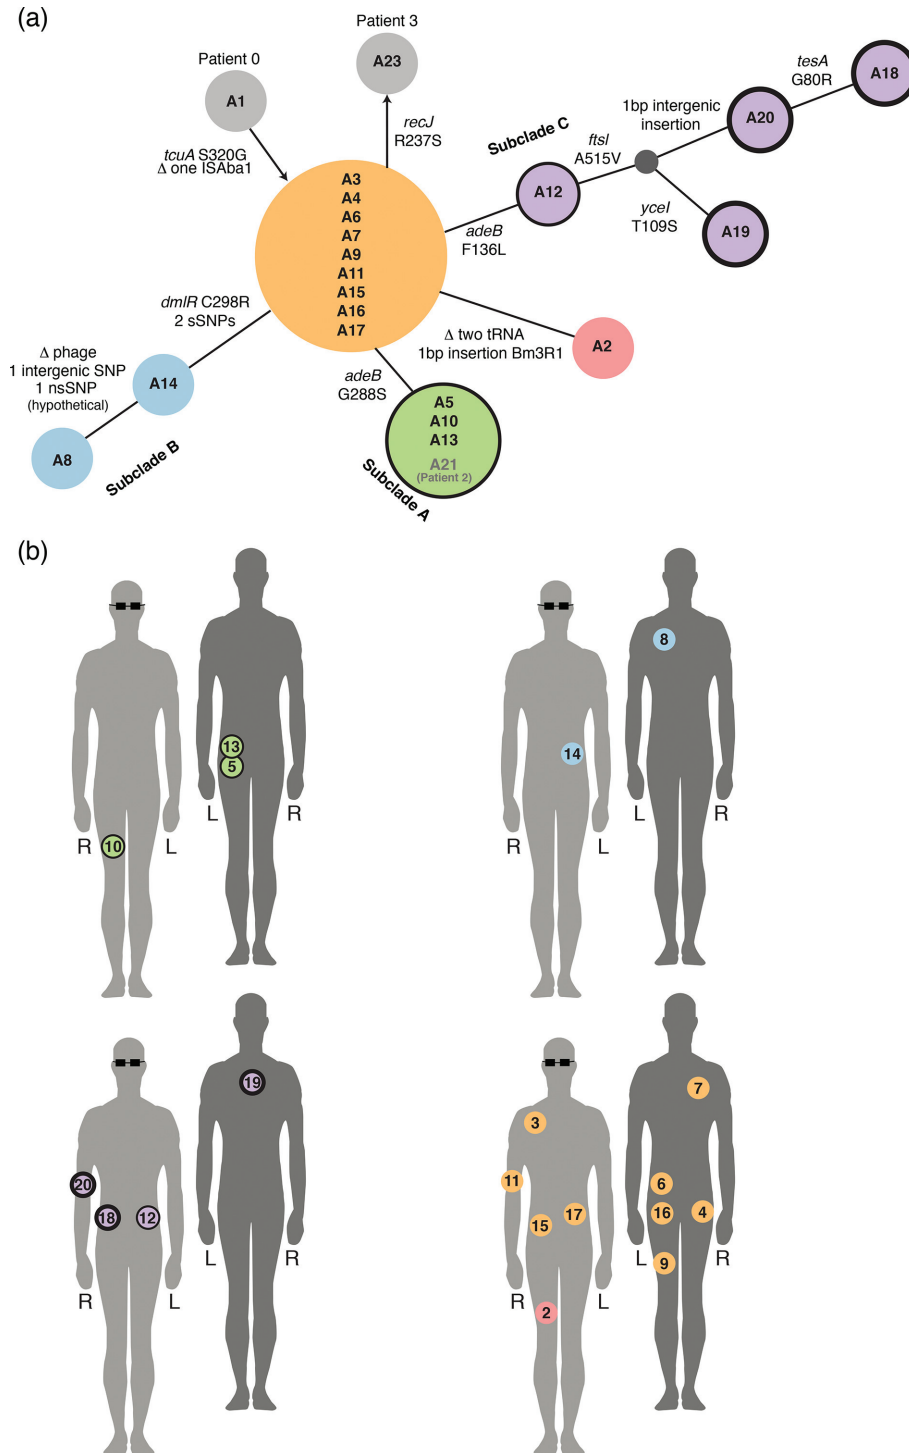 (a)
Patient 0
A1
tcuA S320G
Δ one ISAba1
Patient 3
A23
recJ
R237S
A3
A4
A6
A7
A9
A11
A15
A16
A17
Subclade C
A12
adeB
F136L
ftsI
A515V
1bp intergenic
insertion
A20
tesA
G80R
A18
yceI
T109S
A19
Δ two tRNA
1bp insertion Bm3R1
A2
dmlR C298R
2 sSNPs
Δ phage
1 intergenic SNP
1 nsSNP
(hypothetical)
A14
A8
Subclade B
adeB
G288S
A5
A10
A13
A21
(Patient 2)
Subclade A
(b)
13
5
L
R
R
10
L
8
14
L
R
R
L
19
20
18
12
L
R
R
L
7
3
11
6
16
4
17
15
9
L
R
R
2
L